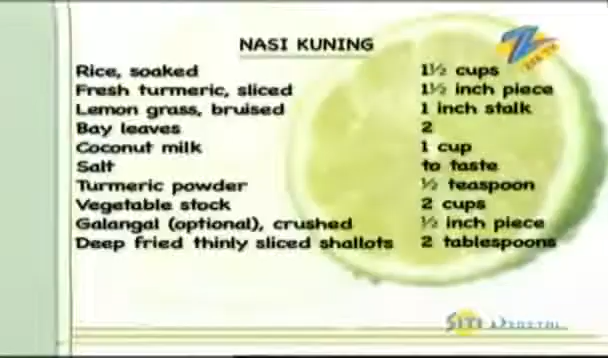 NASI KUNING
Rice, soaked 1½ cups
Fresh turmeric, sliced 1½ inch piece
Lemon grass, bruised 1 inch stalk
Bay leaves 2
Coconut milk 1 cup
Salt to taste
Turmeric powder ½ teaspoon
Vegetable stock 2 cups
Galangal (optional), crushed ½ inch piece
Deep fried thinly sliced shallots 2 tablespoons
SITI DIGITAL